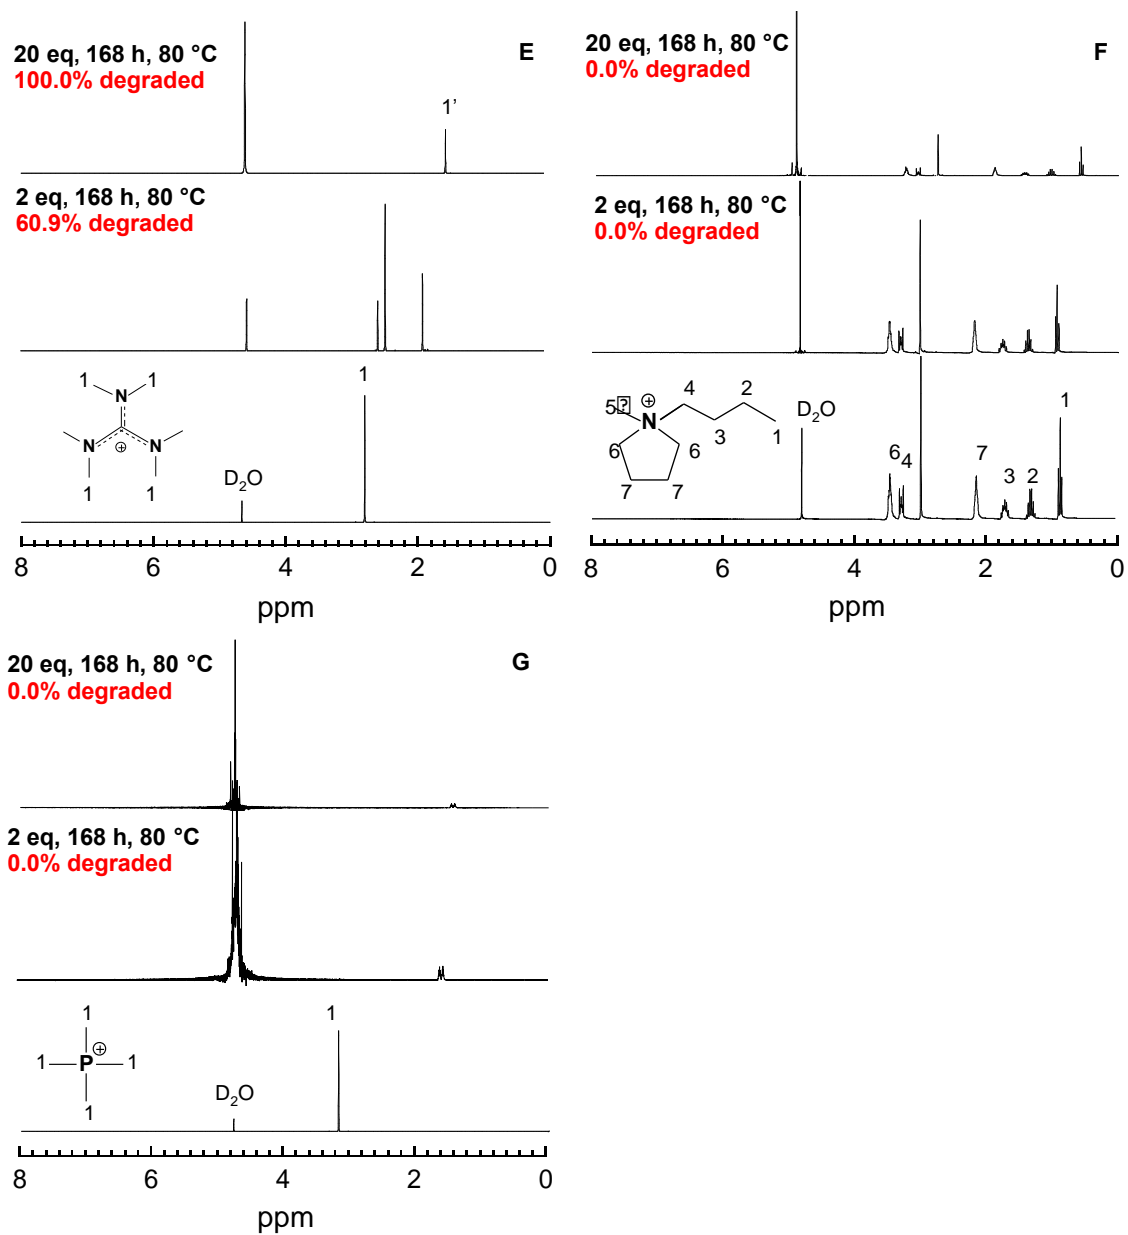 20 eq, 168 h, 80 °C
100.0% degraded
E
1'
2 eq, 168 h, 80 °C
60.9% degraded
1
1 1
N
N N
⊕
1 1
D2O
8 6 4 2 0
ppm
20 eq, 168 h, 80 °C
0.0% degraded
F
2 eq, 168 h, 80 °C
0.0% degraded
5 ⊕ 4 2
N
3 1
6 6
7 7
D2O
6 4
7
3 2
1
8 6 4 2 0
ppm
20 eq, 168 h, 80 °C
0.0% degraded
G
2 eq, 168 h, 80 °C
0.0% degraded
1
1 P⊕ 1
1
D2O
1
8 6 4 2 0
ppm